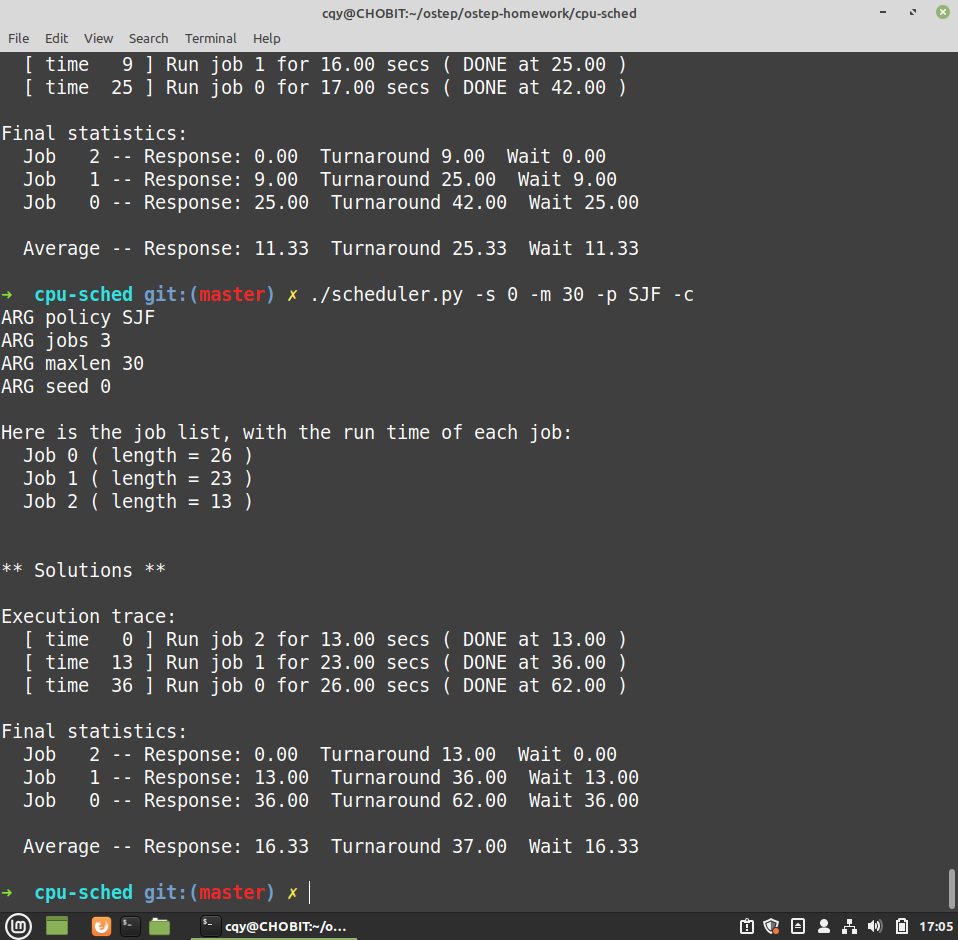 cqy@CHOBIT:~/ostep/ostep-homework/cpu-sched
File Edit View Search Terminal Help
[ time   9 ] Run job 1 for 16.00 secs ( DONE at 25.00 )
[ time  25 ] Run job 0 for 17.00 secs ( DONE at 42.00 )
Final statistics:
Job   2 -- Response: 0.00  Turnaround 9.00  Wait 0.00
Job   1 -- Response: 9.00  Turnaround 25.00  Wait 9.00
Job   0 -- Response: 25.00  Turnaround 42.00  Wait 25.00
Average -- Response: 11.33  Turnaround 25.33  Wait 11.33
→  cpu-sched git:(master) ✗ ./scheduler.py -s 0 -m 30 -p SJF -c
ARG policy SJF
ARG jobs 3
ARG maxlen 30
ARG seed 0
Here is the job list, with the run time of each job:
Job 0 ( length = 26 )
Job 1 ( length = 23 )
Job 2 ( length = 13 )
** Solutions **
Execution trace:
[ time   0 ] Run job 2 for 13.00 secs ( DONE at 13.00 )
[ time  13 ] Run job 1 for 23.00 secs ( DONE at 36.00 )
[ time  36 ] Run job 0 for 26.00 secs ( DONE at 62.00 )
Final statistics:
Job   2 -- Response: 0.00  Turnaround 13.00  Wait 0.00
Job   1 -- Response: 13.00  Turnaround 36.00  Wait 13.00
Job   0 -- Response: 36.00  Turnaround 62.00  Wait 36.00
Average -- Response: 16.33  Turnaround 37.00  Wait 16.33
→  cpu-sched git:(master) ✗
cqy@CHOBIT:~/o... 17:05